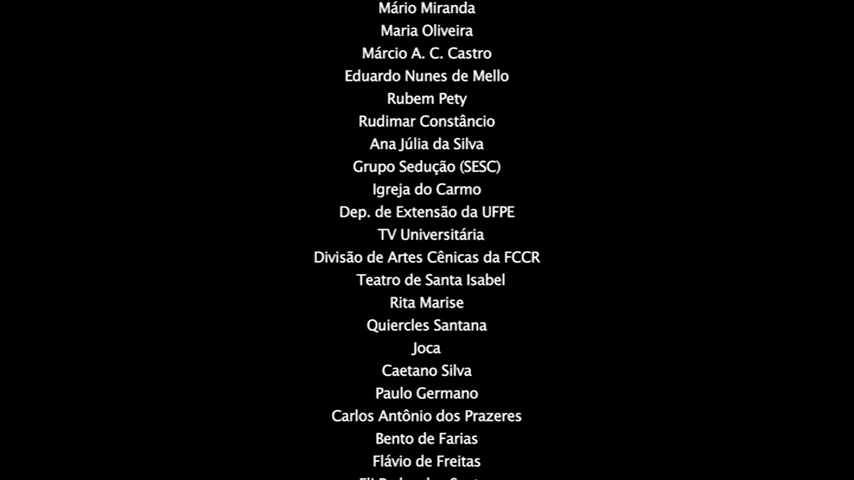 Mário Miranda
Maria Oliveira
Márcio A. C. Castro
Eduardo Nunes de Mello
Rubem Pety
Rudimar Constâncio
Ana Júlia da Silva
Grupo Sedução (SESC)
Igreja do Carmo
Dep. de Extensão da UFPE
TV Universitária
Divisão de Artes Cênicas da FCCR
Teatro de Santa Isabel
Rita Marise
Quiercles Santana
Joca
Caetano Silva
Paulo Germano
Carlos Antônio dos Prazeres
Bento de Farias
Flávio de Freitas